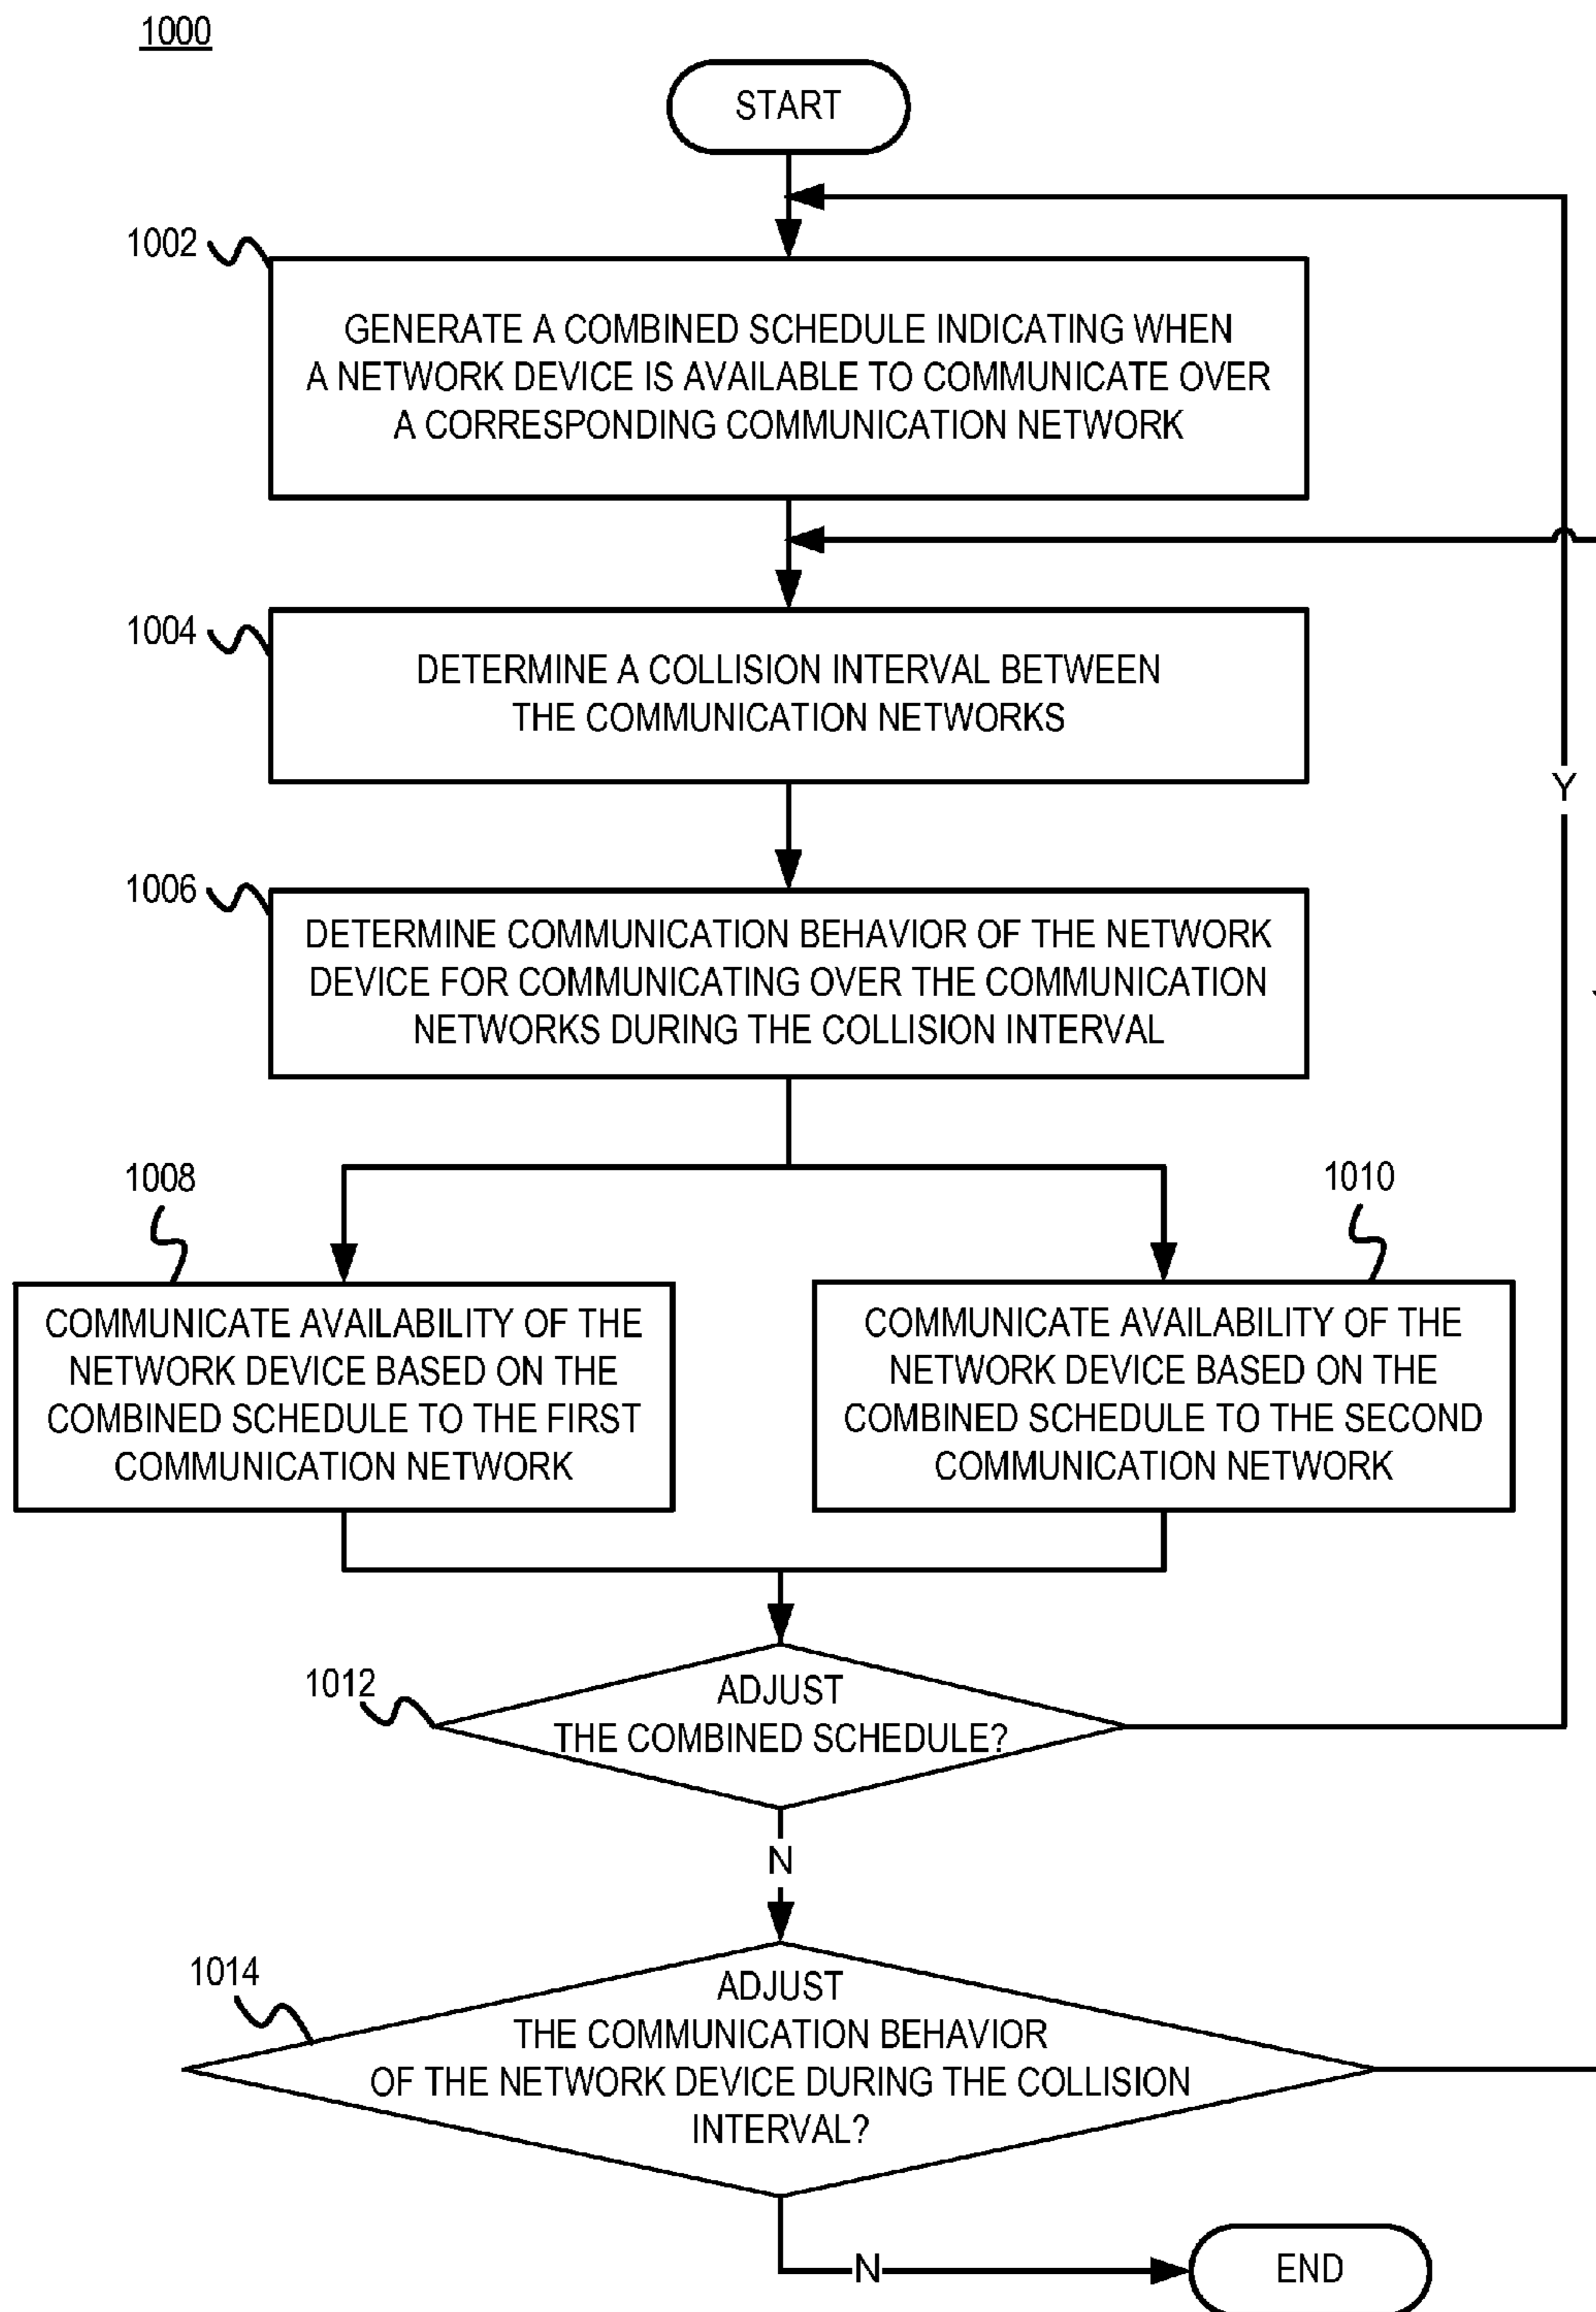 1000
START
1002
GENERATE A COMBINED SCHEDULE INDICATING WHEN
A NETWORK DEVICE IS AVAILABLE TO COMMUNICATE OVER
A CORRESPONDING COMMUNICATION NETWORK
1004
DETERMINE A COLLISION INTERVAL BETWEEN
THE COMMUNICATION NETWORKS
Y
1006
DETERMINE COMMUNICATION BEHAVIOR OF THE NETWORK
DEVICE FOR COMMUNICATING OVER THE COMMUNICATION
NETWORKS DURING THE COLLISION INTERVAL
1008
COMMUNICATE AVAILABILITY OF THE
NETWORK DEVICE BASED ON THE
COMBINED SCHEDULE TO THE FIRST
COMMUNICATION NETWORK
1010
COMMUNICATE AVAILABILITY OF THE
NETWORK DEVICE BASED ON THE
COMBINED SCHEDULE TO THE SECOND
COMMUNICATION NETWORK
1012
ADJUST
THE COMBINED SCHEDULE?
N
1014
ADJUST
THE COMMUNICATION BEHAVIOR
OF THE NETWORK DEVICE DURING THE COLLISION
INTERVAL?
N
END